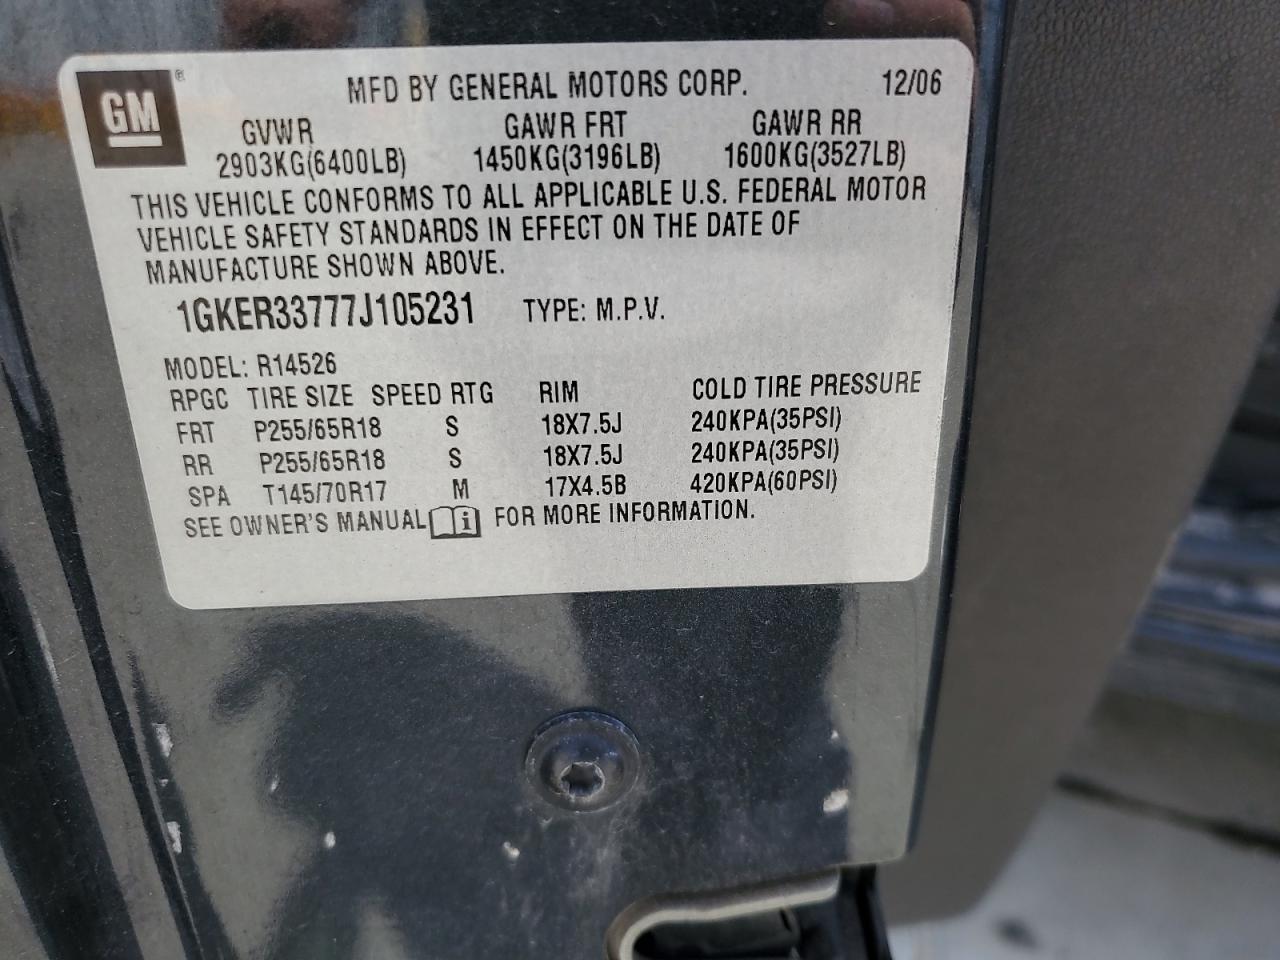 GM ® MFD BY GENERAL MOTORS CORP. 12/06
GVWR GAWR FRT GAWR RR
2903KG(6400LB) 1450KG(3196LB) 1600KG(3527LB)
THIS VEHICLE CONFORMS TO ALL APPLICABLE U.S. FEDERAL MOTOR
VEHICLE SAFETY STANDARDS IN EFFECT ON THE DATE OF
MANUFACTURE SHOWN ABOVE.
1GKER33777J105231 TYPE: M.P.V.
MODEL: R14526
RPGC TIRE SIZE SPEED RTG RIM COLD TIRE PRESSURE
FRT P255/65R18 S 18X7.5J 240KPA(35PSI)
RR P255/65R18 S 18X7.5J 240KPA(35PSI)
SPA T145/70R17 M 17X4.5B 420KPA(60PSI)
SEE OWNER'S MANUAL i FOR MORE INFORMATION.